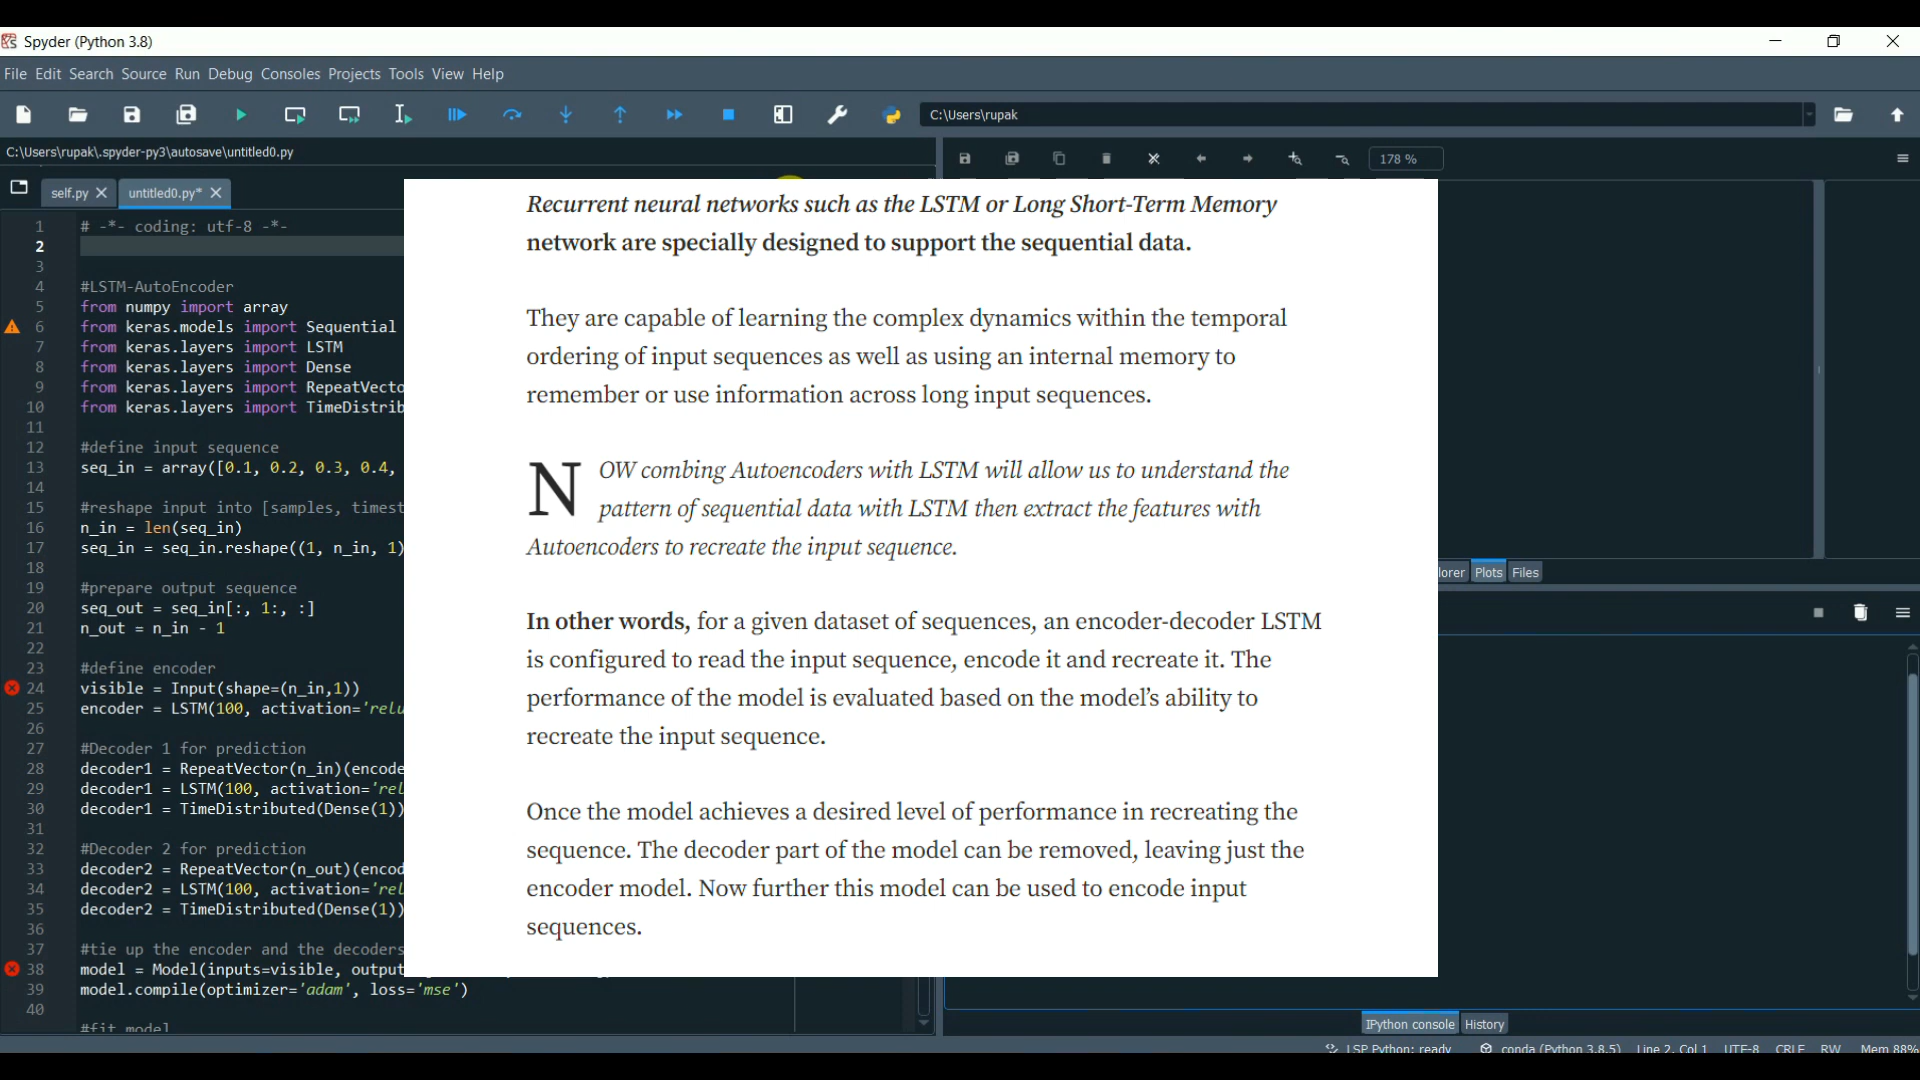 Spyder (Python 3.8)
File Edit Search Source Run Debug Consoles Projects Tools View Help
C:\Users\rupak
C:\Users\rupak\.spyder-py3\autosave\untitled0.py
178 %
self.py
untitled0.py*
1 # -*- coding: utf-8 -*-
2
3
4 #LSTM-AutoEncoder
5 from numpy import array
6 from keras.models import Sequential
7 from keras.layers import LSTM
8 from keras.layers import Dense
9 from keras.layers import RepeatVecto
10 from keras.layers import TimeDistrib
11
12 #define input sequence
13 seq_in = array([0.1, 0.2, 0.3, 0.4,
14
15 #reshape input into [samples, timest
16 n_in = len(seq_in)
17 seq_in = seq_in.reshape((1, n_in, 1)
18
19 #prepare output sequence
20 seq_out = seq_in[:, 1:, :]
21 n_out = n_in - 1
22
23 #define encoder
24 visible = Input(shape=(n_in,1))
25 encoder = LSTM(100, activation='relu
26
27 #Decoder 1 for prediction
28 decoder1 = RepeatVector(n_in)(encode
29 decoder1 = LSTM(100, activation='rel
30 decoder1 = TimeDistributed(Dense(1))
31
32 #Decoder 2 for prediction
33 decoder2 = RepeatVector(n_out)(encod
34 decoder2 = LSTM(100, activation='rel
35 decoder2 = TimeDistributed(Dense(1))
36
37 #tie up the encoder and the decoders
38 model = Model(inputs=visible, output
39 model.compile(optimizer='adam', loss='mse')
40
#fit model
Recurrent neural networks such as the LSTM or Long Short-Term Memory
network are specially designed to support the sequential data.
They are capable of learning the complex dynamics within the temporal
ordering of input sequences as well as using an internal memory to
remember or use information across long input sequences.
NOW combing Autoencoders with LSTM will allow us to understand the
pattern of sequential data with LSTM then extract the features with
Autoencoders to recreate the input sequence.
In other words, for a given dataset of sequences, an encoder-decoder LSTM
is configured to read the input sequence, encode it and recreate it. The
performance of the model is evaluated based on the model's ability to
recreate the input sequence.
Once the model achieves a desired level of performance in recreating the
sequence. The decoder part of the model can be removed, leaving just the
encoder model. Now further this model can be used to encode input
sequences.
lorer Plots Files
IPython console History
LSP Python: ready conda (Python 3.8.5) Line 2, Col 1 UTF-8 CRLF RW Mem 88%